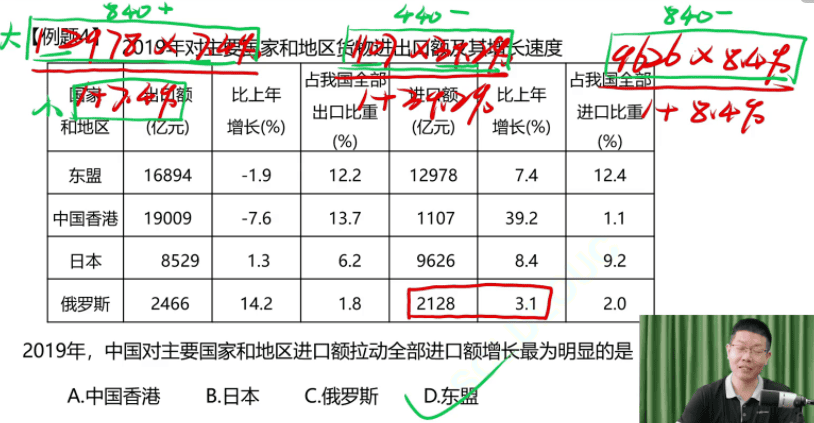 840+ 440- 840-
大 12978×7.4% 1107×39.2% 9626×8.4%
小 1+7.4% 1+39.2% 1+8.4%
【例题4】2019年对主要国家和地区货物进出口额及其增长速度
国家和地区 出口额(亿元) 比上年增长(%) 占我国全部出口比重(%) 进口额(亿元) 比上年增长(%) 占我国全部进口比重(%)
东盟 16894 -1.9 12.2 12978 7.4 12.4
中国香港 19009 -7.6 13.7 1107 39.2 1.1
日本 8529 1.3 6.2 9626 8.4 9.2
俄罗斯 2466 14.2 1.8 2128 3.1 2.0
2019年，中国对主要国家和地区进口额拉动全部进口额增长最为明显的是
A.中国香港 B.日本 C.俄罗斯 D.东盟